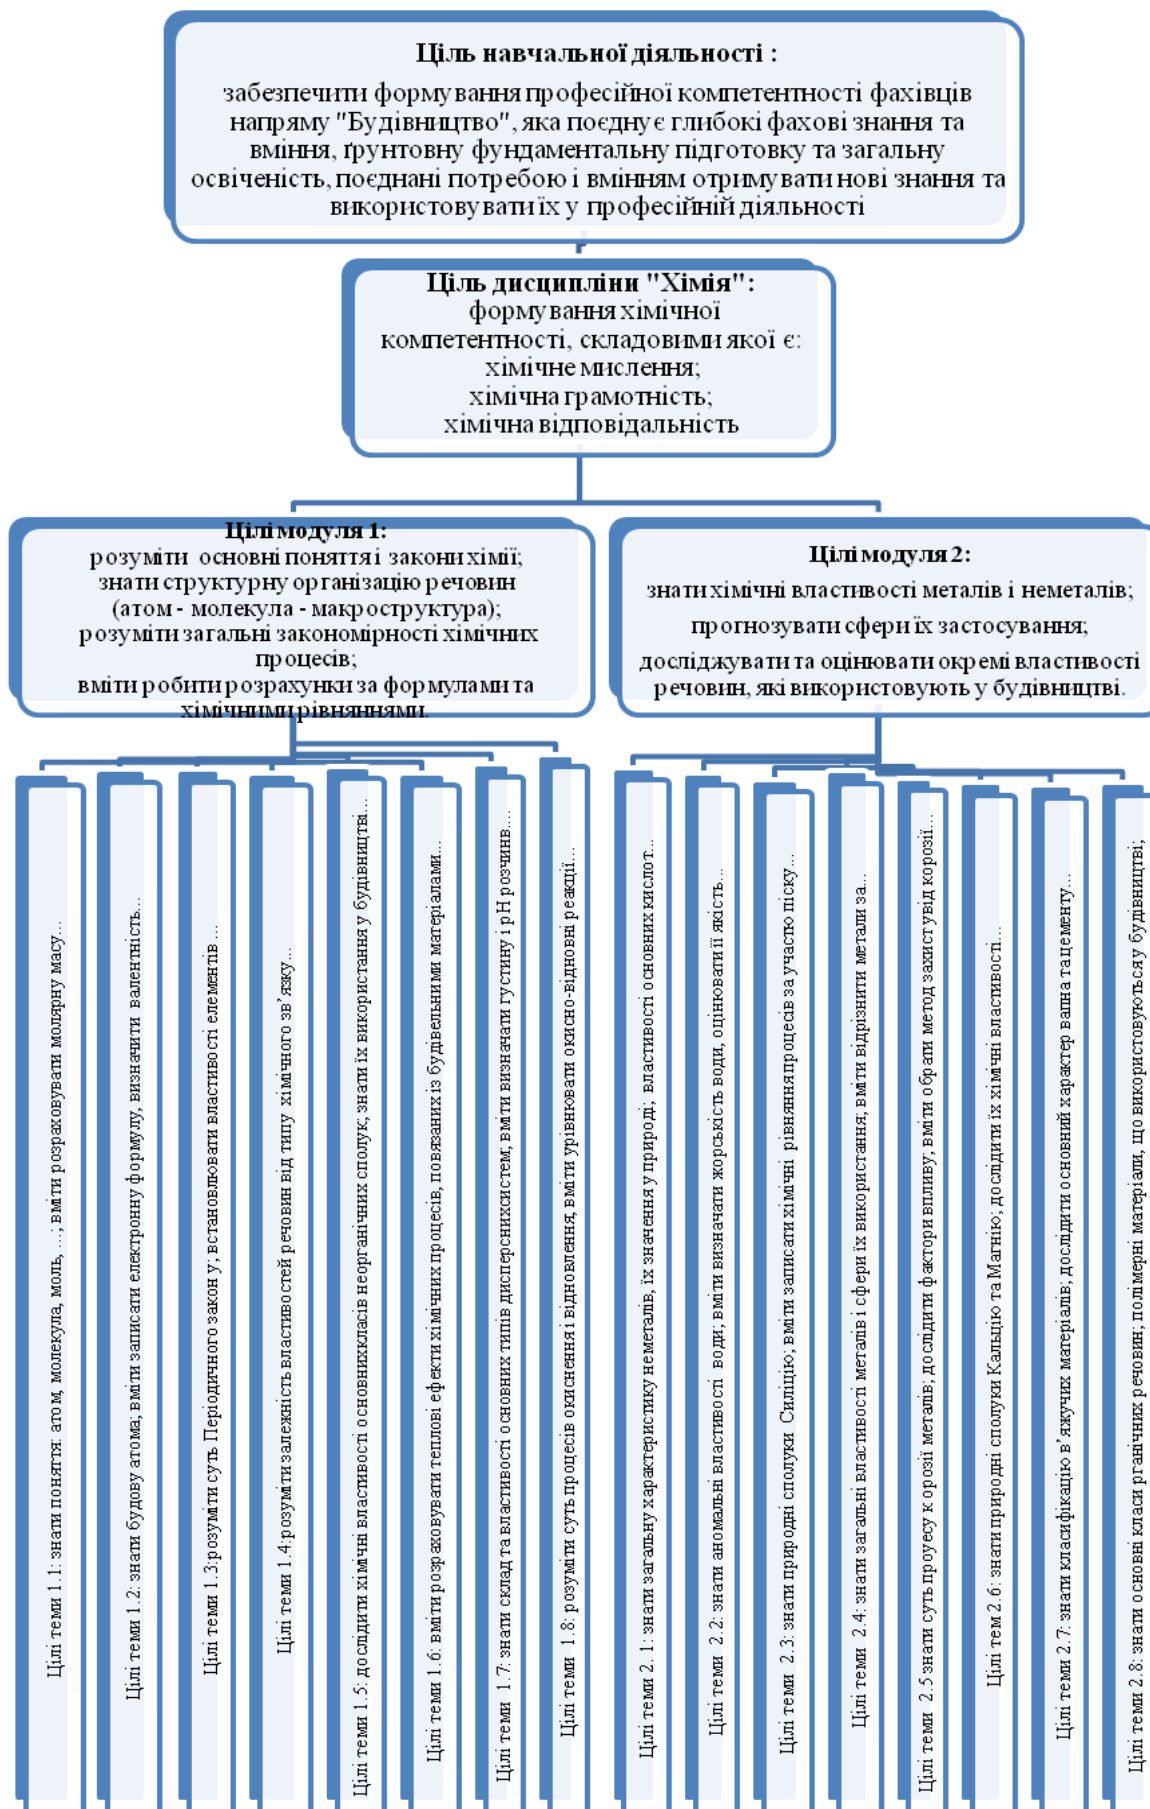 Ціль навчальної діяльності :
забезпечити формування професійної компетентності фахівців
напряму "Будівництво", яка поєднує глибокі фахові знання та
вміння, ґрунтовну фундаментальну підготовку та загальну
освіченість, поєднані потребою і вмінням отримувати нові знання та
використовувати їх у професійній діяльності
Ціль дисципліни "Хімія":
формування хімічної
компетентності, складовими якої є:
хімічне мислення;
хімічна грамотність;
хімічна відповідальність
Цілі модуля 1:
розуміти основні поняття і закони хімії;
знати структурну організацію речовин
(атом - молекула - макроструктура);
розуміти загальні закономірності хімічних
процесів;
вміти робити розрахунки за формулами та
хімічними рівняннями.
Цілі модуля 2:
знати хімічні властивості металів і неметалів;
прогнозувати сфери їх застосування;
досліджувати та оцінювати окремі властивості
речовин, які використовують у будівництві.
Цілі теми 1.1: знати поняття: атом, молекула, моль, ...; вміти розраховувати молярну масу...
Цілі теми 1.2: знати будову атома; вміти записати електронну формулу, визначити валентність...
Цілі теми 1.3:розуміти суть Періодичного закону; встановлювати властивості елементів ...
Цілі теми 1.4:розуміти залежність властивостей речовин від типу хімічного зв'язку...
Цілі теми 1.5: дослідити хімічні властивості основних класів неорганічних сполук; знати їх використання у будівництві...
Цілі теми 1.6: вміти розраховувати теплові ефекти хімічних процесів, повязаних із будівельними матеріалами...
Цілі теми 1.7: знати склад та властивості основних типів дисперсних систем; вміти визначати густину і рН розчинв....
Цілі теми 1.8: розуміти суть процесів окиснення і відновлення, вміти урівнювати окисно-відновні реакції...
Цілі теми 2.1: знати загальну характеристику неметалів, їх значення у природі; властивості основних кислот...
Цілі теми 2.2: знати аномальні властивості води; вміти визначати жорськість води, оцінювати її якість...
Цілі теми 2.3: знати природні сполуки Силіцію; вміти записати хімічні рівняння процесів за участю піску...
Цілі теми 2.4: знати загальні властивості металів і сфери їх використання; вміти відрізнити метали за...
Цілі теми 2.5 знати суть проуесу корозії металів; дослідити фактори впливу; вміти обрати метод захисту від корозії...
Цілі тем 2.6: знати природні сполуки Кальцію та Магнію; дослідити їх хімічні властивості...
Цілі теми 2.7: знати класифікацію в'яжучих матеріалів; дослідити основний характер вапна та цементу...
Цілі теми 2.8: знати основні класи рганічних речовин; полімерні матеріали, що використовуються у будівництві;